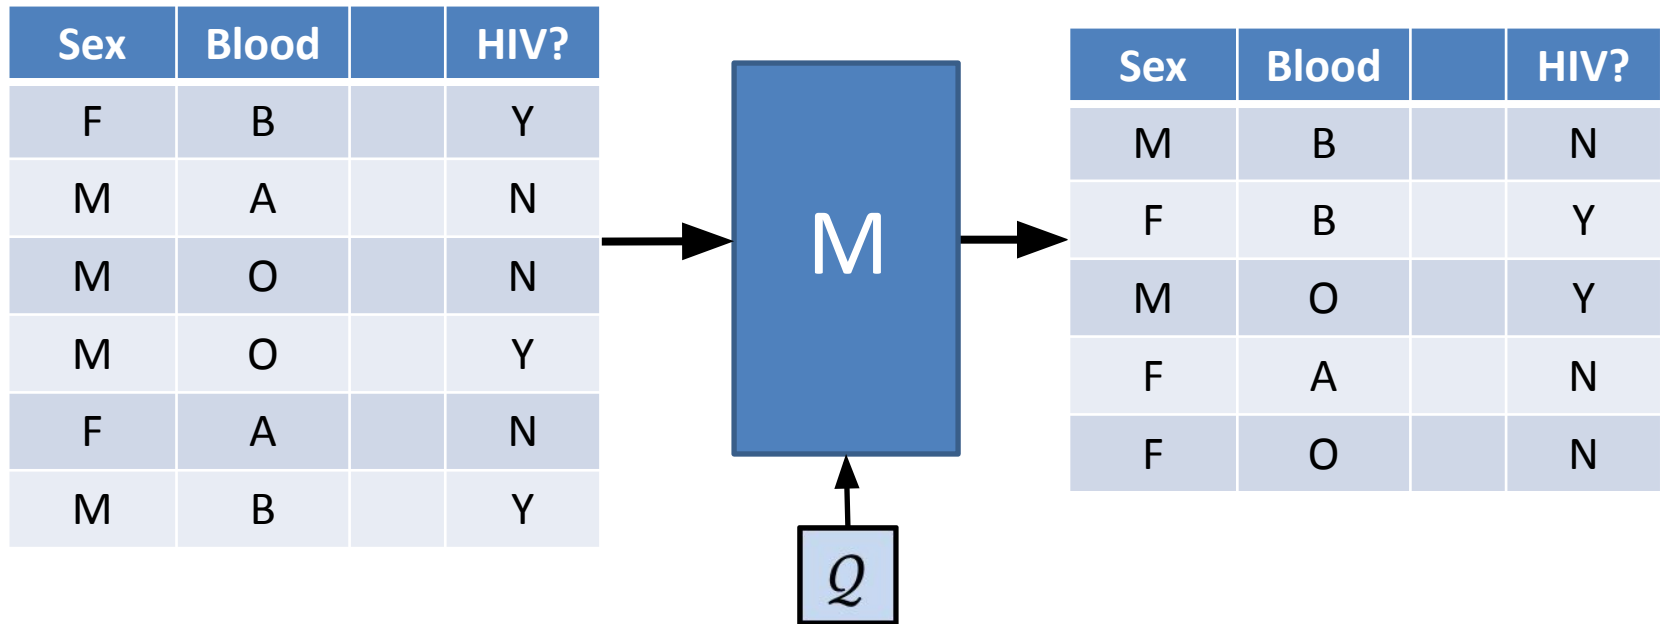 Sex Blood HIV?
F B Y
M A N
M O N
M O Y
F A N
M B Y
M
Q
Sex Blood HIV?
M B N
F B Y
M O Y
F A N
F O N